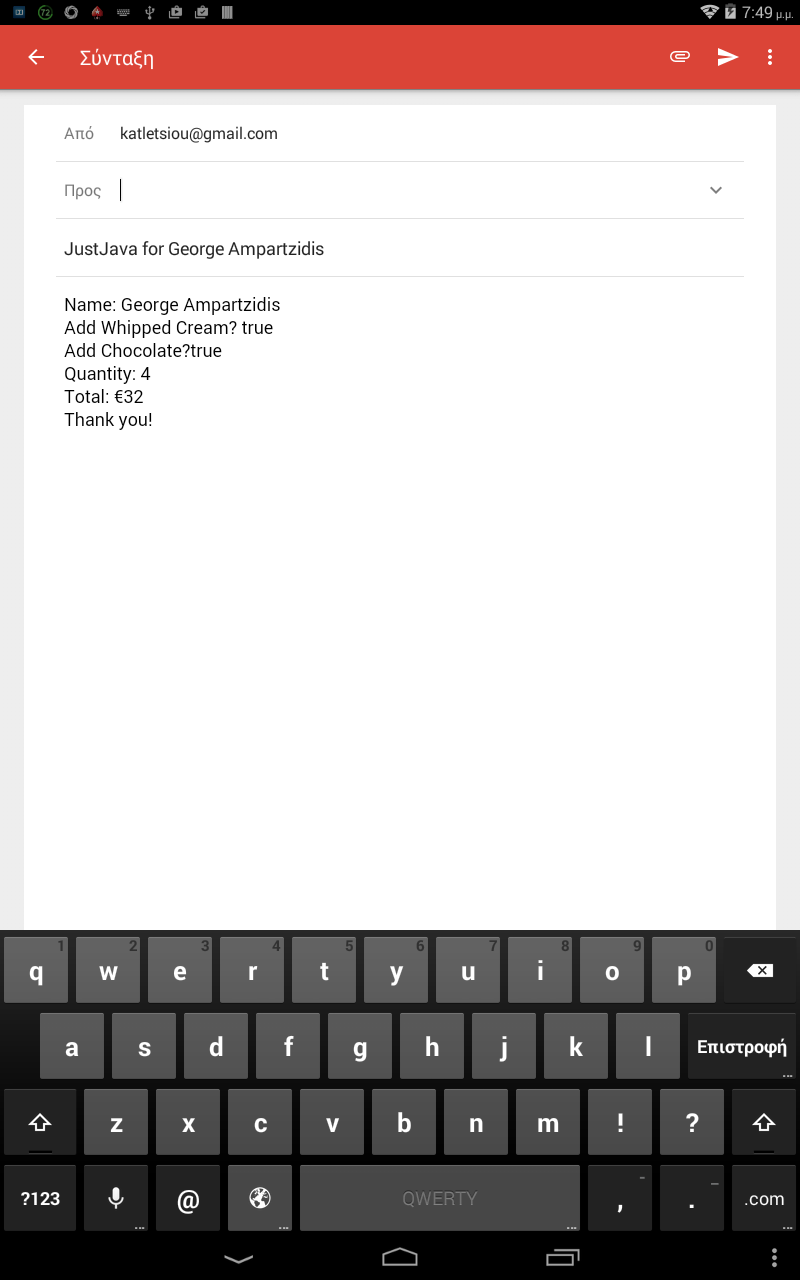 72 7:49 μ.μ.
Σύνταξη
Από katletsiou@gmail.com
Προς
JustJava for George Ampartzidis
Name: George Ampartzidis
Add Whipped Cream? true
Add Chocolate?true
Quantity: 4
Total: €32
Thank you!
1 2 3 4 5 6 7 8 9 0
q w e r t y u i o p
a s d f g h j k l Επιστροφή ...
z x c v b n m ! ?
?123 ... @ ... QWERTY ... , - . _ .com ...